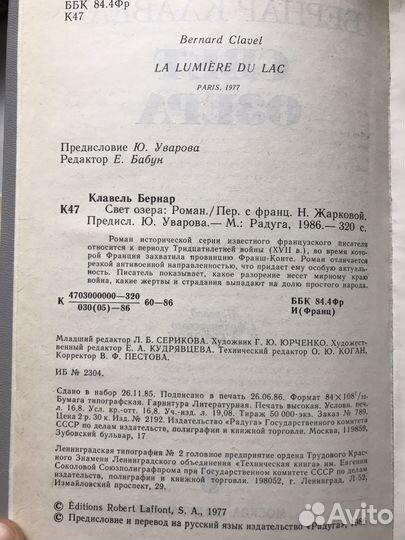 ББК 84.4Фр
К47
Bernard Clavel
LA LUMIÈRE DU LAC
PARIS, 1977
Предисловие Ю. Уварова
Редактор Е. Бабун
Клавель Бернар
К47 Свет озера: Роман./Пер. с франц. Н. Жарковой.
Предисл. Ю. Уварова.— М.: Радуга, 1986.— 320 с.
Роман исторической серии известного французского писателя
относится к периоду Тридцатилетней войны (XVII в.), во время кото-
рой Франция захватила провинцию Франш-Конте. Роман отличается
резкой антивоенной направленностью, что придает ему особую актуаль-
ность. Писатель показывает, какое разорение несет мирному краю
война, какие жертвы и страдания выпадают на долю простого народа.
К 4703000000—320
030(05)—86 60—86
ББК 84.4Фр
И(Франц)
Младший редактор Л. Б. СЕРИКОВА. Художник Г. Ю. ЮРЧЕНКО. Художествен-
ный редактор Е. А. КУДРЯВЦЕВА. Технический редактор О. Ю. КОГАН.
Корректор В. Ф. ПЕСТОВА.
ИБ № 2304.
Сдано в набор 26.11.85. Подписано в печать 26.06.86. Формат 84×108¹/₃₂.
Бумага типографская. Гарнитура Литературная. Печать высокая. Условн. печ.
л. 16,8. Усл. кр.-отт. 16,8. Уч.-изд. л. 19,08. Тираж 50.000 экз. Заказ № 789.
Цена 2 р. 30 к. Изд. № 2192. Издательство «Радуга» Государственного комитета
СССР по делам издательств, полиграфии и книжной торговли. Москва, 119859,
Зубовский бульвар, 17
Ленинградская типография № 2 головное предприятие ордена Трудового Крас-
ного Знамени Ленинградского объединения «Техническая книга» им. Евгении
Соколовой Союзполиграфпрома при Государственном комитете СССР по делам
издательств, полиграфии и книжной торговли. 198052, г. Ленинград, Л-52,
Измайловский проспект, 29.
© Éditions Robert Laffont, S. A., 1977
© Предисловие и перевод на русский язык издательство «Радуга», 198
Avito